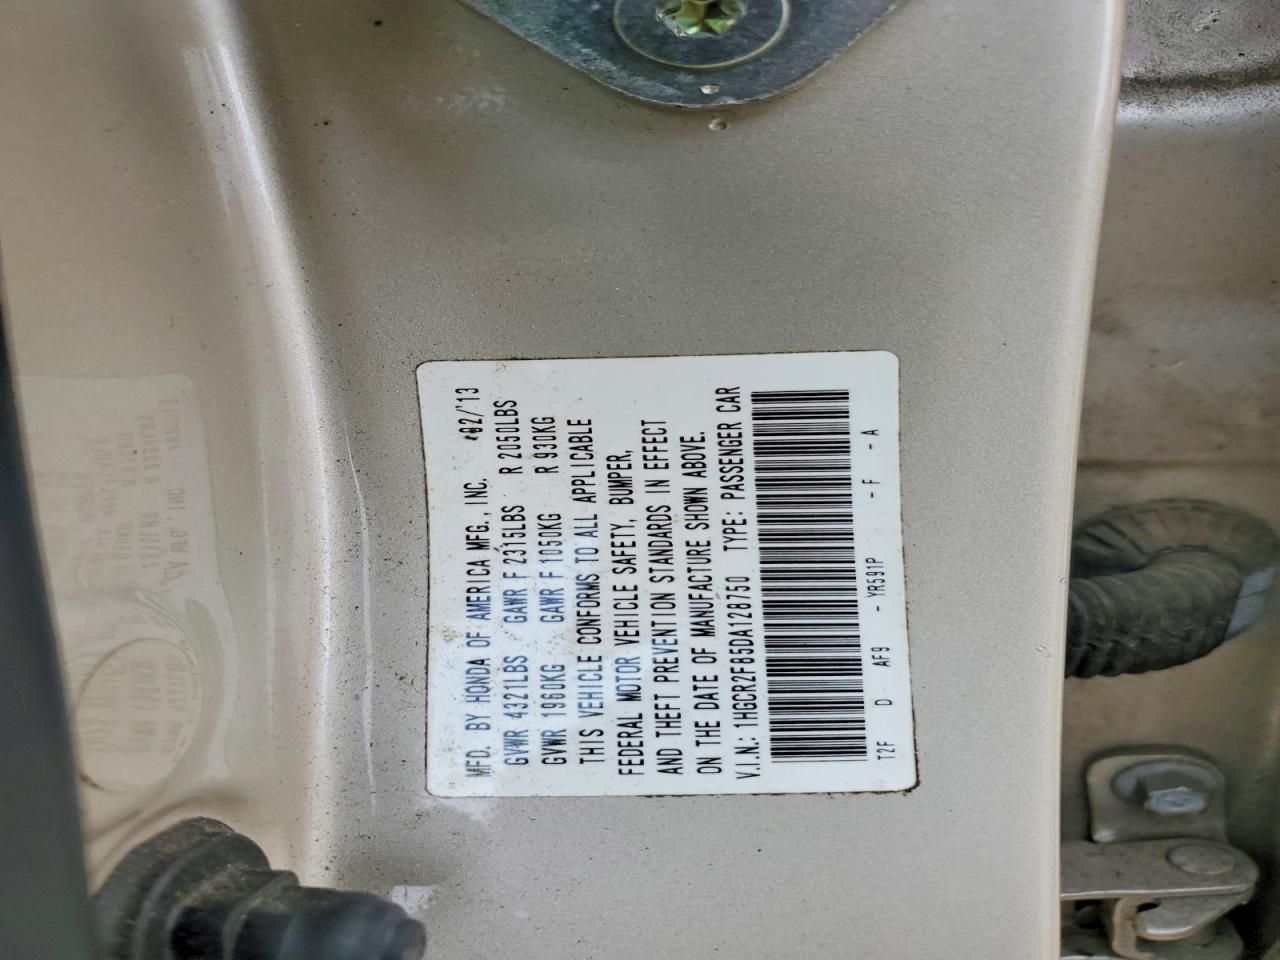 MFD. BY HONDA OF AMERICA MFG., INC. 02/'13
GVWR 4321LBS GAWR F 2315LBS R 2050LBS
GVWR 1960KG GAWR F 1050KG R 930KG
THIS VEHICLE CONFORMS TO ALL APPLICABLE
FEDERAL MOTOR VEHICLE SAFETY, BUMPER,
AND THEFT PREVENTION STANDARDS IN EFFECT
ON THE DATE OF MANUFACTURE SHOWN ABOVE.
V.I.N.: 1HGCR2F85DA128750 TYPE: PASSENGER CAR
T2F D AF9 - YR591P - F - A